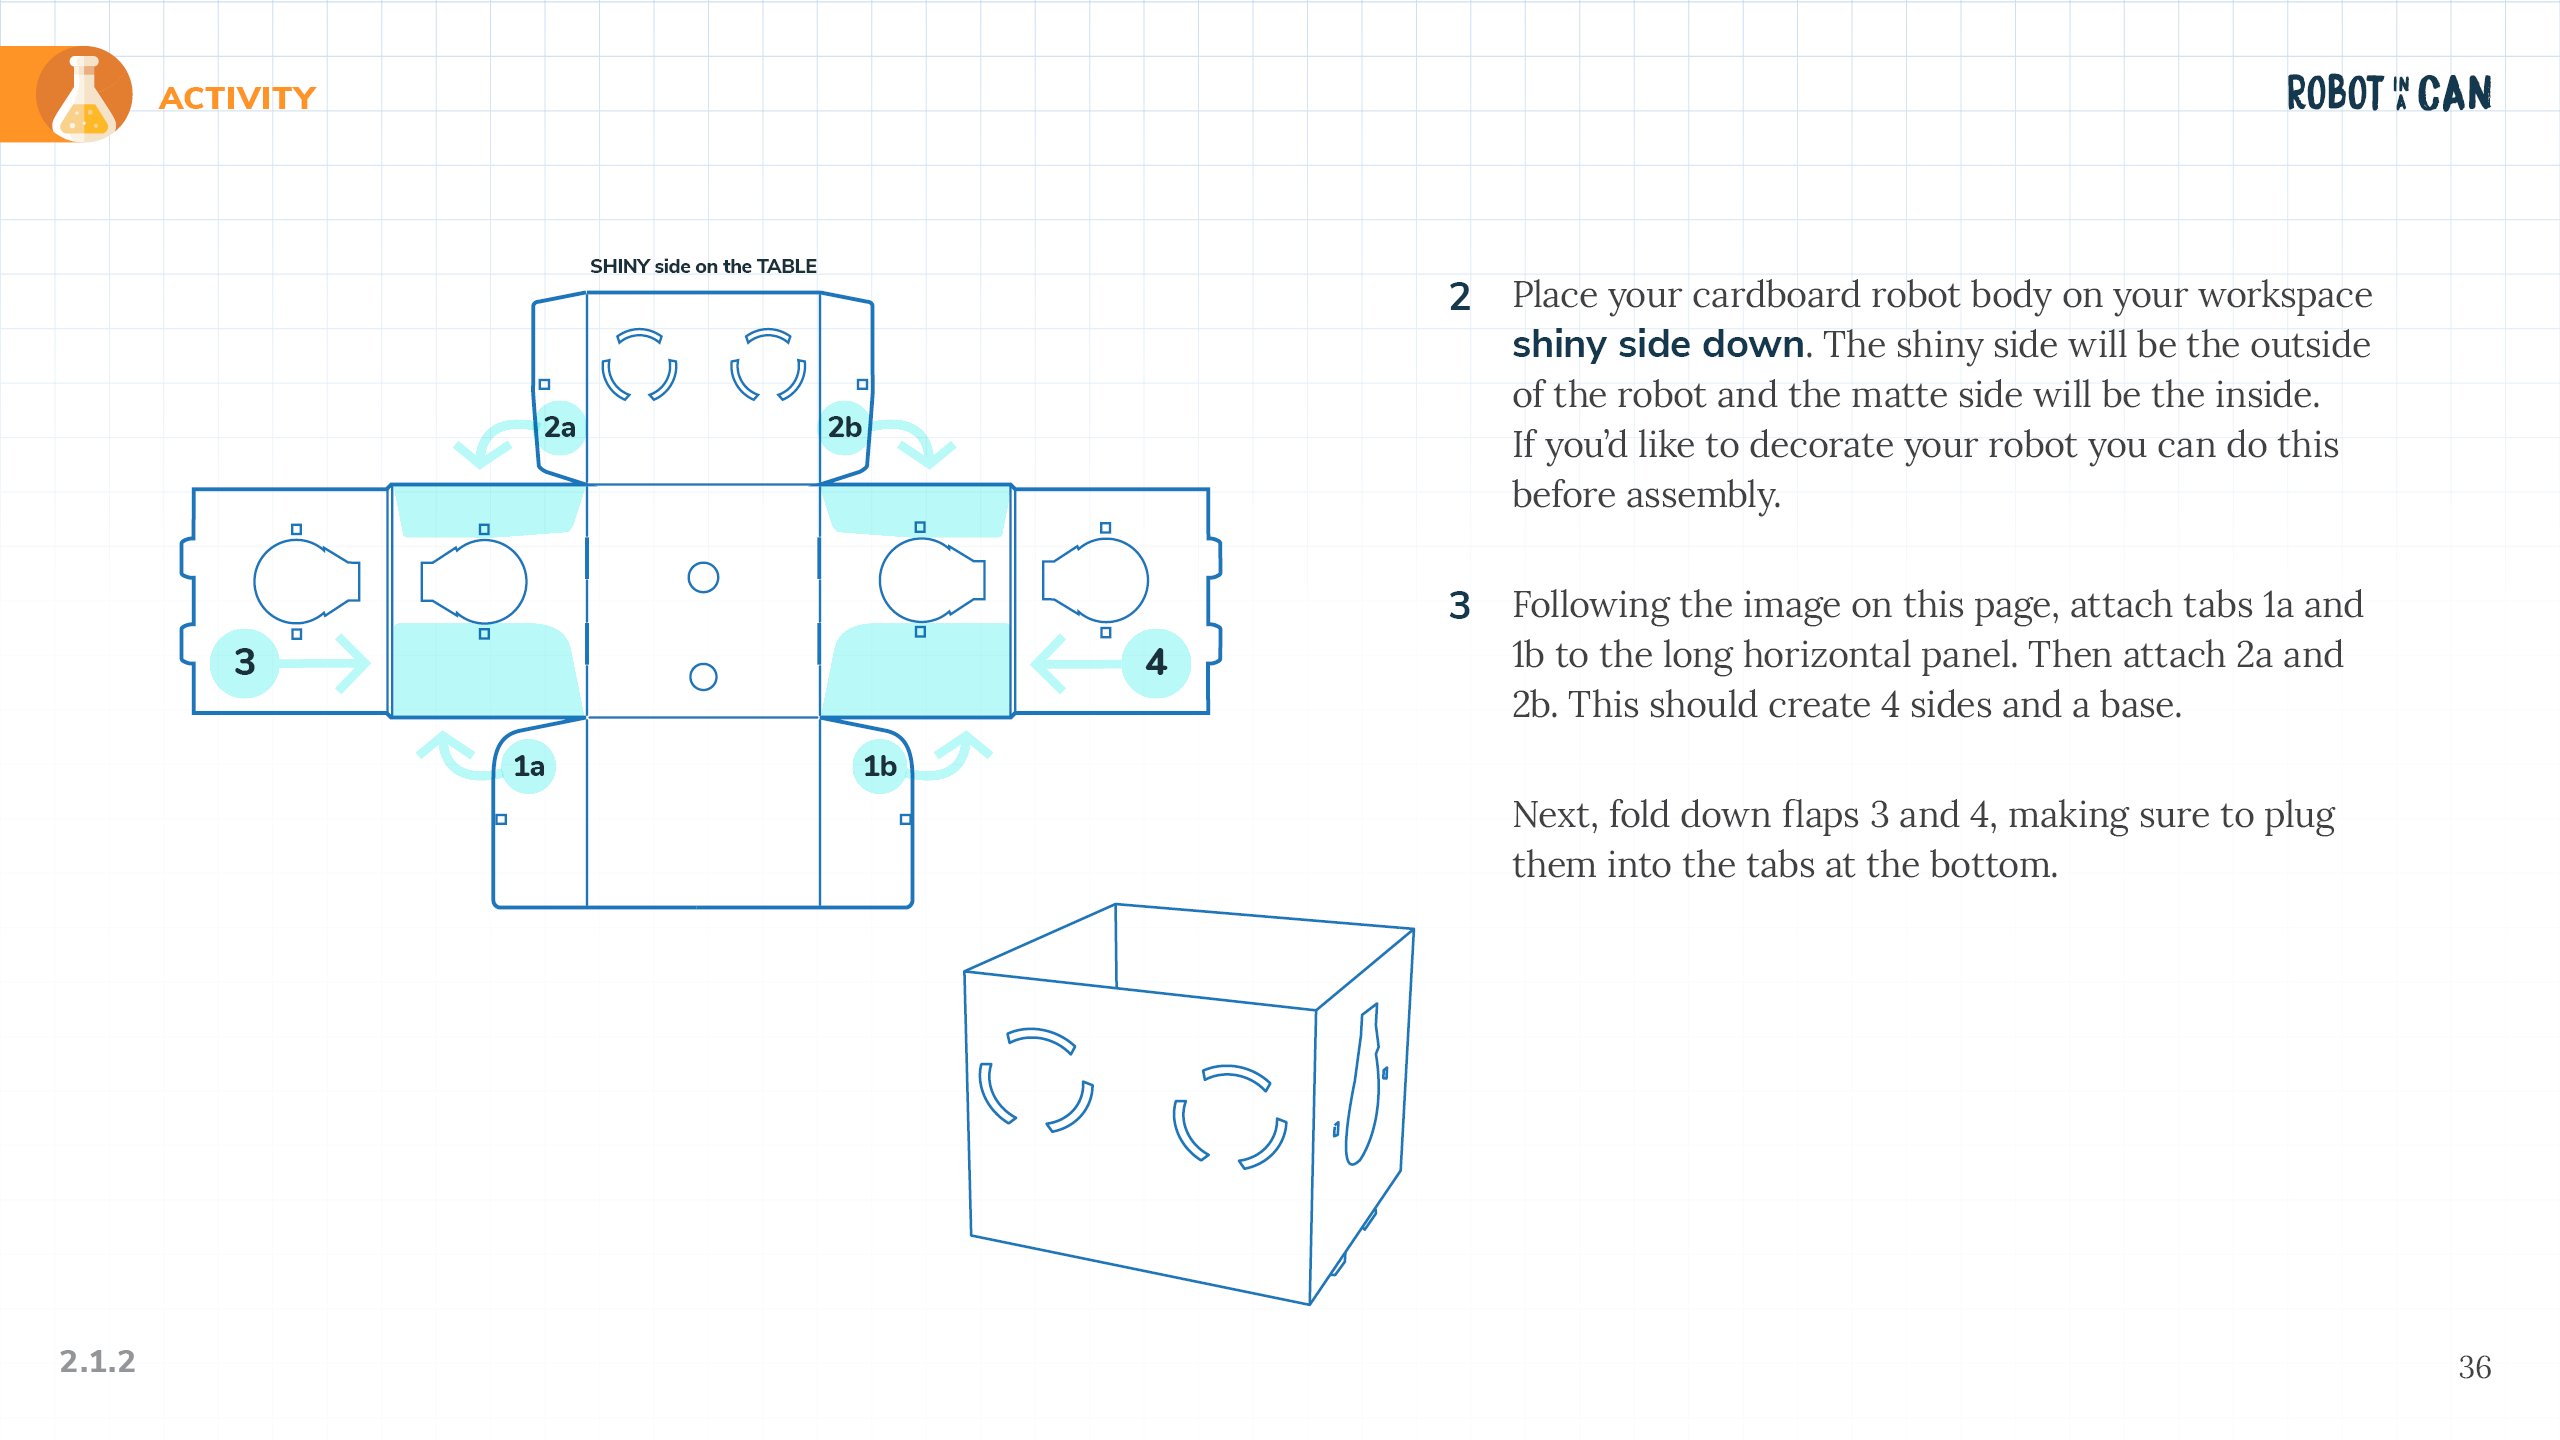 ACTIVITY
ROBOT IN A CAN
SHINY side on the TABLE
2a
2b
3
4
1a
1b
2 Place your cardboard robot body on your workspace
shiny side down. The shiny side will be the outside
of the robot and the matte side will be the inside.
If you’d like to decorate your robot you can do this
before assembly.
3 Following the image on this page, attach tabs 1a and
1b to the long horizontal panel. Then attach 2a and
2b. This should create 4 sides and a base.
Next, fold down flaps 3 and 4, making sure to plug
them into the tabs at the bottom.
2.1.2
36